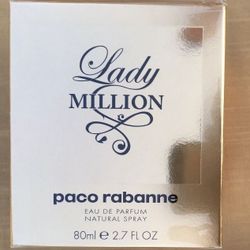 Lady
MILLION
paco rabanne
EAU DE PARFUM
NATURAL SPRAY
80ml e 2.7 FL OZ